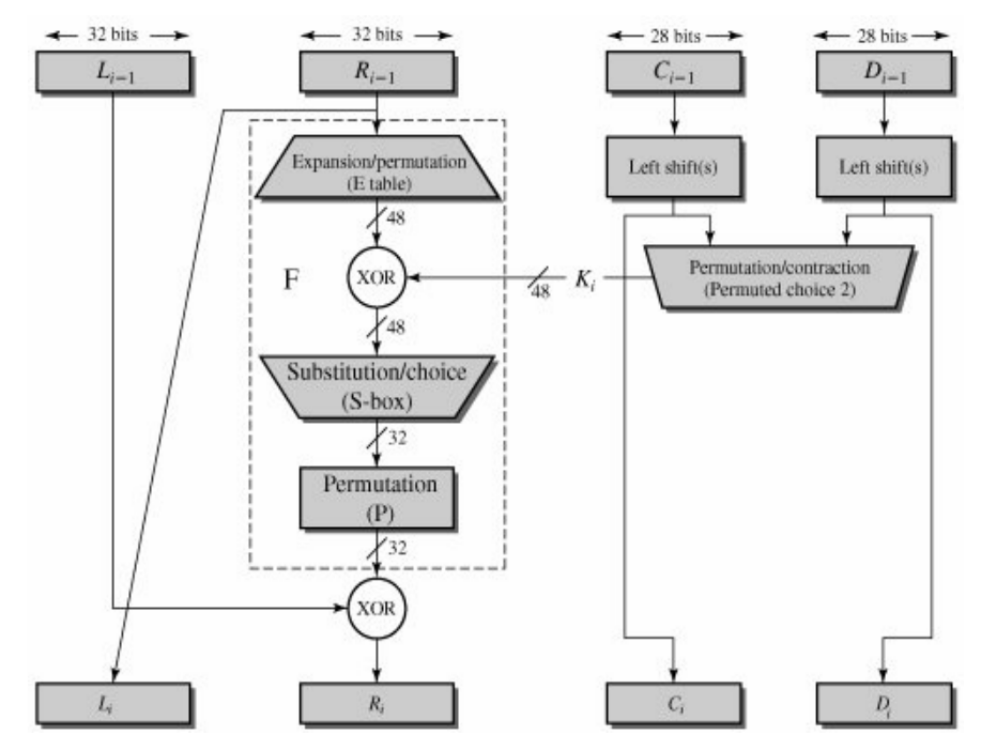 32 bits
32 bits
28 bits
28 bits
L_{i−1}
R_{i−1}
C_{i−1}
D_{i−1}
Expansion/permutation
(E table)
Left shift(s)
Left shift(s)
48
F
XOR
48
K_i
Permutation/contraction
(Permuted choice 2)
48
Substitution/choice
(S-box)
32
Permutation
(P)
32
XOR
L_i
R_i
C_i
D_i